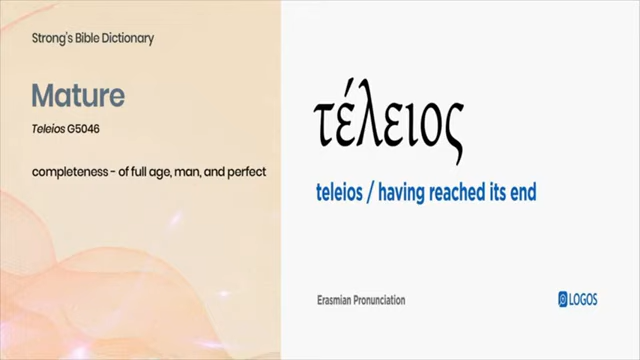 Strong's Bible Dictionary
Mature
Teleios G5046
completeness - of full age, man, and perfect
τέλειος
teleios / having reached its end
Erasmian Pronunciation
LOGOS